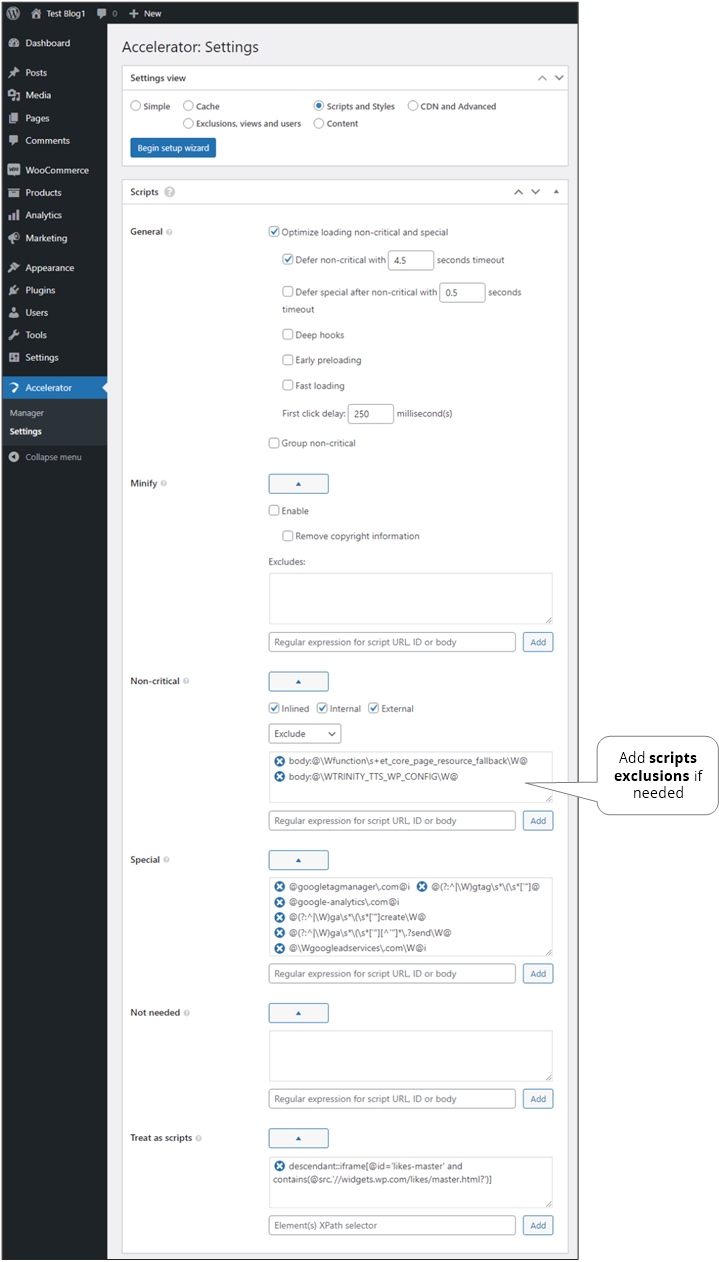 Test Blog1 0 New
Dashboard
Posts
Media
Pages
Comments
WooCommerce
Products
Analytics
Marketing
Appearance
Plugins
Users
Tools
Settings
Accelerator
Manager
Settings
Collapse menu
Accelerator: Settings
Settings view
Simple Cache Scripts and Styles CDN and Advanced
Exclusions, views and users Content
Begin setup wizard
Scripts ?
General ?
Optimize loading non-critical and special
Defer non-critical with 4.5 seconds timeout
Defer special after non-critical with 0.5 seconds
timeout
Deep hooks
Early preloading
Fast loading
First click delay: 250 millisecond(s)
Group non-critical
Minify ?
Enable
Remove copyright information
Excludes:
Regular expression for script URL, ID or body Add
Non-critical ?
Inlined Internal External
Exclude
body:@\Wfunction\s+et_core_page_resource_fallback\W@
body:@\WTRINITY_TTS_WP_CONFIG\W@
Regular expression for script URL, ID or body Add
Add scripts
exclusions if
needed
Special ?
@googletagmanager\.com@i @(?:^|\W)gtag\s*\(\s*['"]@
@google-analytics\.com@i
@(?:^|\W)ga\s*\(\s*['"]create\W@
@(?:^|\W)ga\s*\(\s*['"][^'"]*\.?send\W@
@\Wgoogleadservices\.com\W@i
Regular expression for script URL, ID or body Add
Not needed ?
Regular expression for script URL, ID or body Add
Treat as scripts ?
descendant::iframe[@id='likes-master' and
contains(@src,'//widgets.wp.com/likes/master.html?')]
Element(s) XPath selector Add